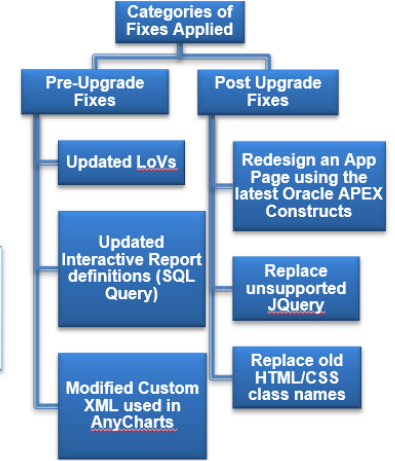 Categories of
Fixes Applied
Pre-Upgrade
Fixes
Post Upgrade
Fixes
Updated LoVs
Updated
Interactive Report
definitions (SQL
Query)
Modified Custom
XML used in
AnyCharts
Redesign an App
Page using the
latest Oracle APEX
Constructs
Replace
unsupported
JQuery
Replace old
HTML/CSS
class names